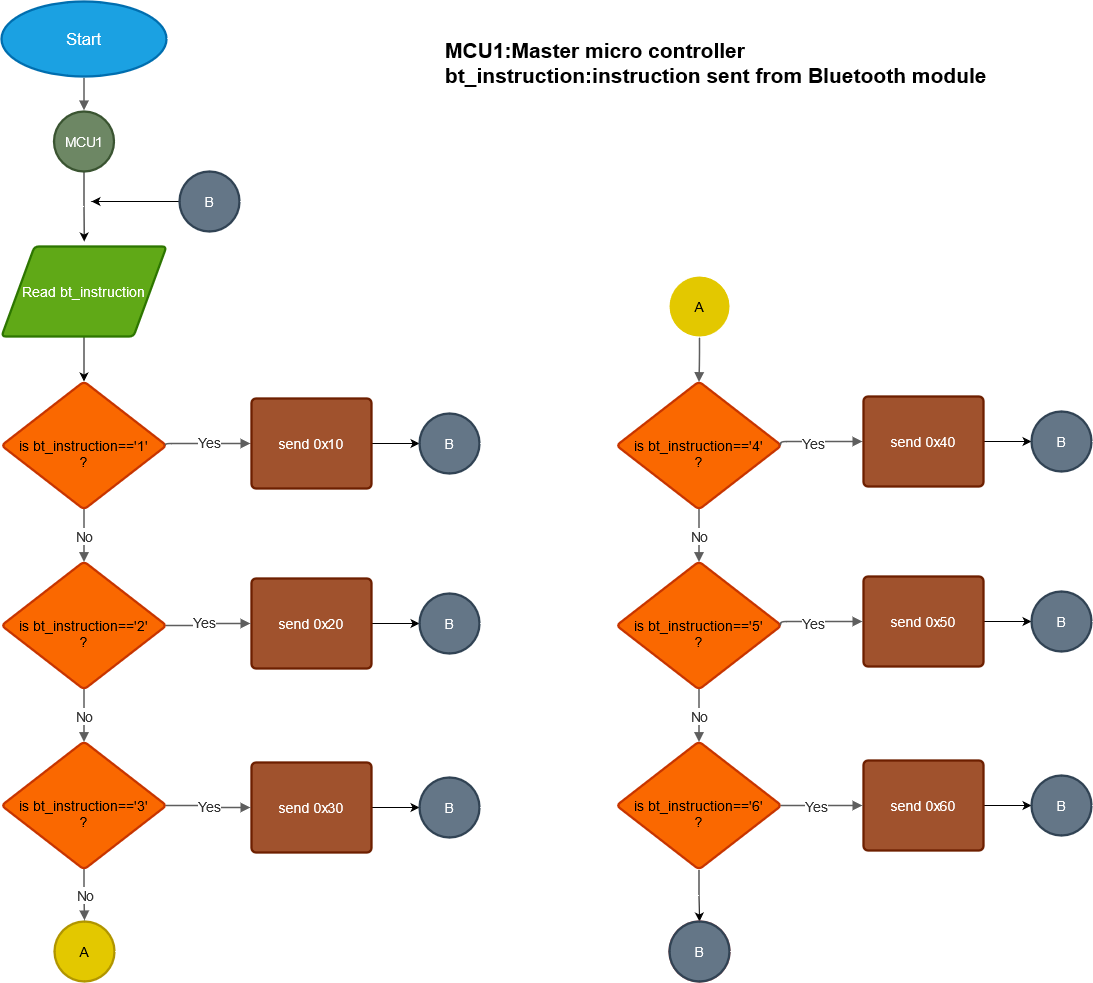 Start
MCU1:Master micro controller
bt_instruction:instruction sent from Bluetooth module
MCU1
B
Read bt_instruction
is bt_instruction=='1'
?
Yes
send 0x10
B
No
is bt_instruction=='2'
?
Yes
send 0x20
B
No
is bt_instruction=='3'
?
Yes
send 0x30
B
No
A
A
is bt_instruction=='4'
?
Yes
send 0x40
B
No
is bt_instruction=='5'
?
Yes
send 0x50
B
No
is bt_instruction=='6'
?
Yes
send 0x60
B
B